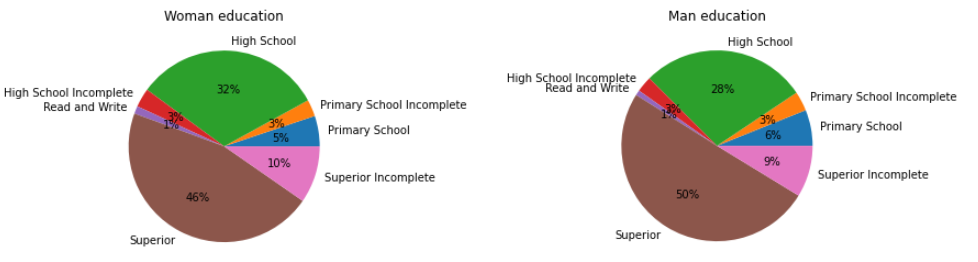 Woman education
High School
32%
High School Incomplete
3%
Read and Write
1%
Primary School Incomplete
3%
Primary School
5%
10%
Superior Incomplete
46%
Superior
Man education
High School
28%
High School Incomplete
3%
Read and Write
1%
Primary School Incomplete
3%
Primary School
6%
9%
Superior Incomplete
50%
Superior